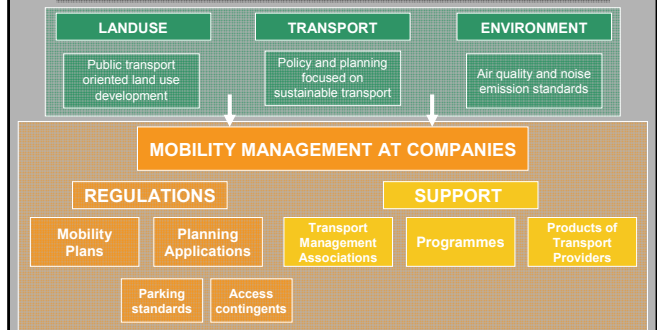 LANDUSE
TRANSPORT
ENVIRONMENT
Public transport
oriented land use
development
Policy and planning
focused on
sustainable transport
Air quality and noise
emission standards
MOBILITY MANAGEMENT AT COMPANIES
REGULATIONS
SUPPORT
Mobility
Plans
Planning
Applications
Transport
Management
Associations
Programmes
Products of
Transport
Providers
Parking
standards
Access
contingents